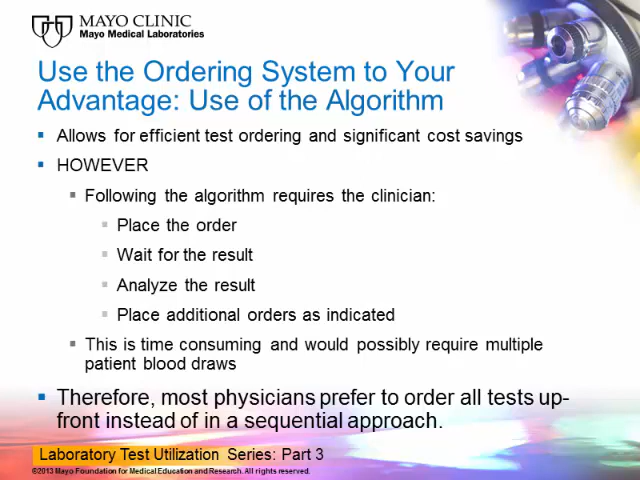 MAYO CLINIC
Mayo Medical Laboratories
Use the Ordering System to Your
Advantage: Use of the Algorithm
Allows for efficient test ordering and significant cost savings
HOWEVER
Following the algorithm requires the clinician:
Place the order
Wait for the result
Analyze the result
Place additional orders as indicated
This is time consuming and would possibly require multiple
patient blood draws
Therefore, most physicians prefer to order all tests up-
front instead of in a sequential approach.
Laboratory Test Utilization Series: Part 3
©2013 Mayo Foundation for Medical Education and Research. All rights reserved.